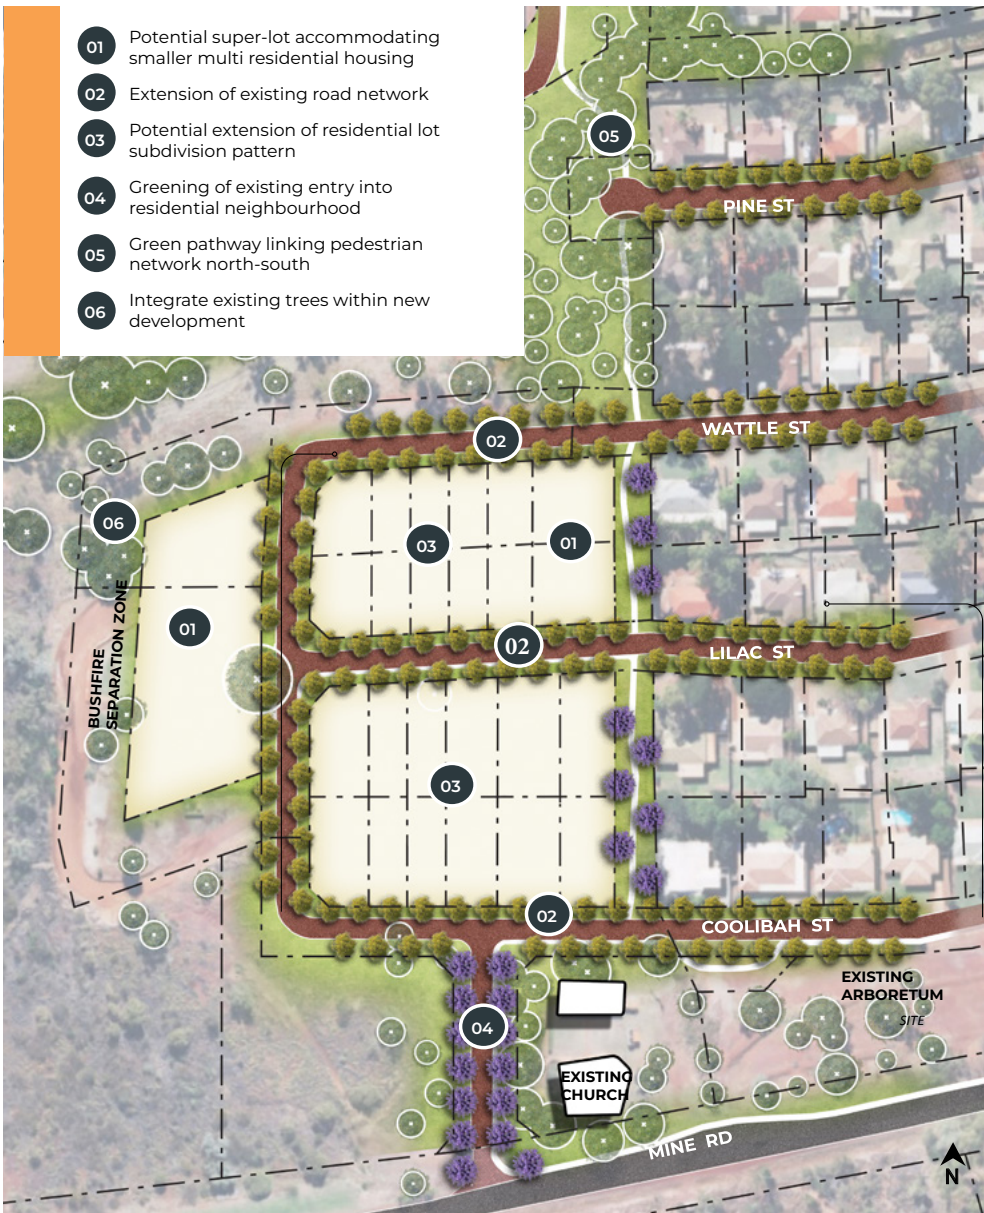 01
Potential super-lot accommodating
smaller multi residential housing
02
Extension of existing road network
03
Potential extension of residential lot
subdivision pattern
04
Greening of existing entry into
residential neighbourhood
05
Green pathway linking pedestrian
network north-south
06
Integrate existing trees within new
development
05
PINE ST
WATTLE ST
02
06
03
01
01
BUSHFIRE
SEPARATION ZONE
02
LILAC ST
03
02
COOLIBAH ST
EXISTING
ARBORETUM
SITE
04
EXISTING
CHURCH
MINE RD
N